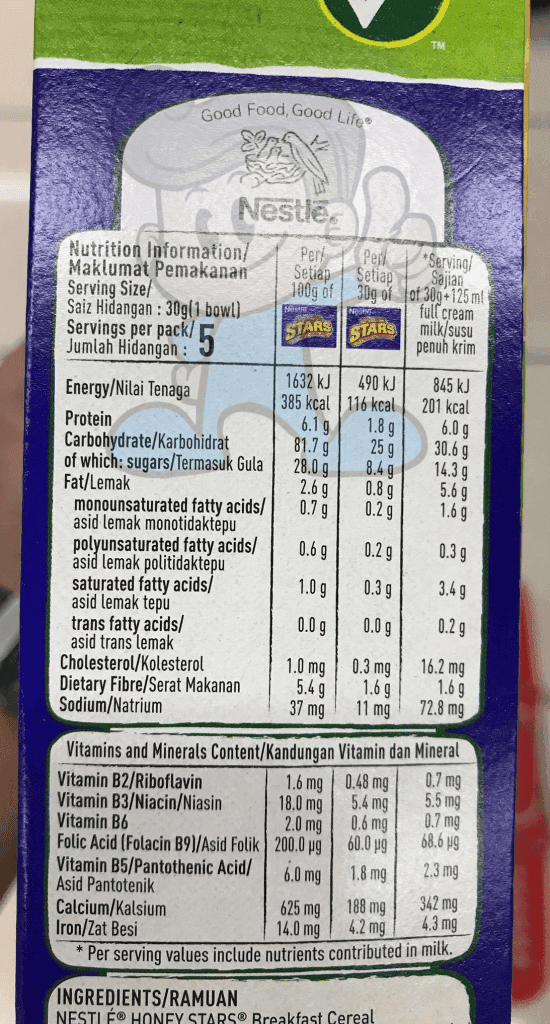 TM
Good Food, Good Life®
Nestlé®
Nutrition Information/
Maklumat Pemakanan
Serving Size/
Saiz Hidangan : 30g(1 bowl)
Servings per pack/
Jumlah Hidangan : 5
Per/
Setiap
100g of
Nestlé
STARS
Per/
Setiap
30g of
Nestlé
STARS
*Serving/
Sajian
of 30g+125ml
full cream
milk/susu
penuh krim
Energy/Nilai Tenaga 1632 kJ 490 kJ 845 kJ
385 kcal 116 kcal 201 kcal
Protein 6.1 g 1.8 g 6.0 g
Carbohydrate/Karbohidrat 81.7 g 25 g 30.6 g
of which: sugars/Termasuk Gula 28.0 g 8.4 g 14.3 g
Fat/Lemak 2.6 g 0.8 g 5.6 g
monounsaturated fatty acids/ 0.7 g 0.2 g 1.6 g
asid lemak monotidaktepu
polyunsaturated fatty acids/ 0.6 g 0.2 g 0.3 g
asid lemak politidaktepu
saturated fatty acids/ 1.0 g 0.3 g 3.4 g
asid lemak tepu
trans fatty acids/ 0.0 g 0.0 g 0.2 g
asid trans lemak
Cholesterol/Kolesterol 1.0 mg 0.3 mg 16.2 mg
Dietary Fibre/Serat Makanan 5.4 g 1.6 g 1.6 g
Sodium/Natrium 37 mg 11 mg 72.8 mg
Vitamins and Minerals Content/Kandungan Vitamin dan Mineral
Vitamin B2/Riboflavin 1.6 mg 0.48 mg 0.7 mg
Vitamin B3/Niacin/Niasin 18.0 mg 5.4 mg 5.5 mg
Vitamin B6 2.0 mg 0.6 mg 0.7 mg
Folic Acid (Folacin B9)/Asid Folik 200.0 µg 60.0 µg 68.6 µg
Vitamin B5/Pantothenic Acid/ 6.0 mg 1.8 mg 2.3 mg
Asid Pantotenik
Calcium/Kalsium 625 mg 188 mg 342 mg
Iron/Zat Besi 14.0 mg 4.2 mg 4.3 mg
* Per serving values include nutrients contributed in milk.
INGREDIENTS/RAMUAN
NESTLÉ® HONEY STARS® Breakfast Cereal